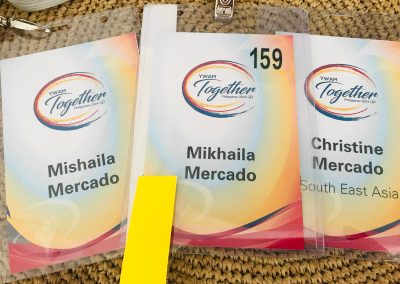 YWAM
Together
Mishaila
Mercado
159
YWAM
Together
Mikhaila
Mercado
YWAM
Together
Christine
Mercado
South East Asia